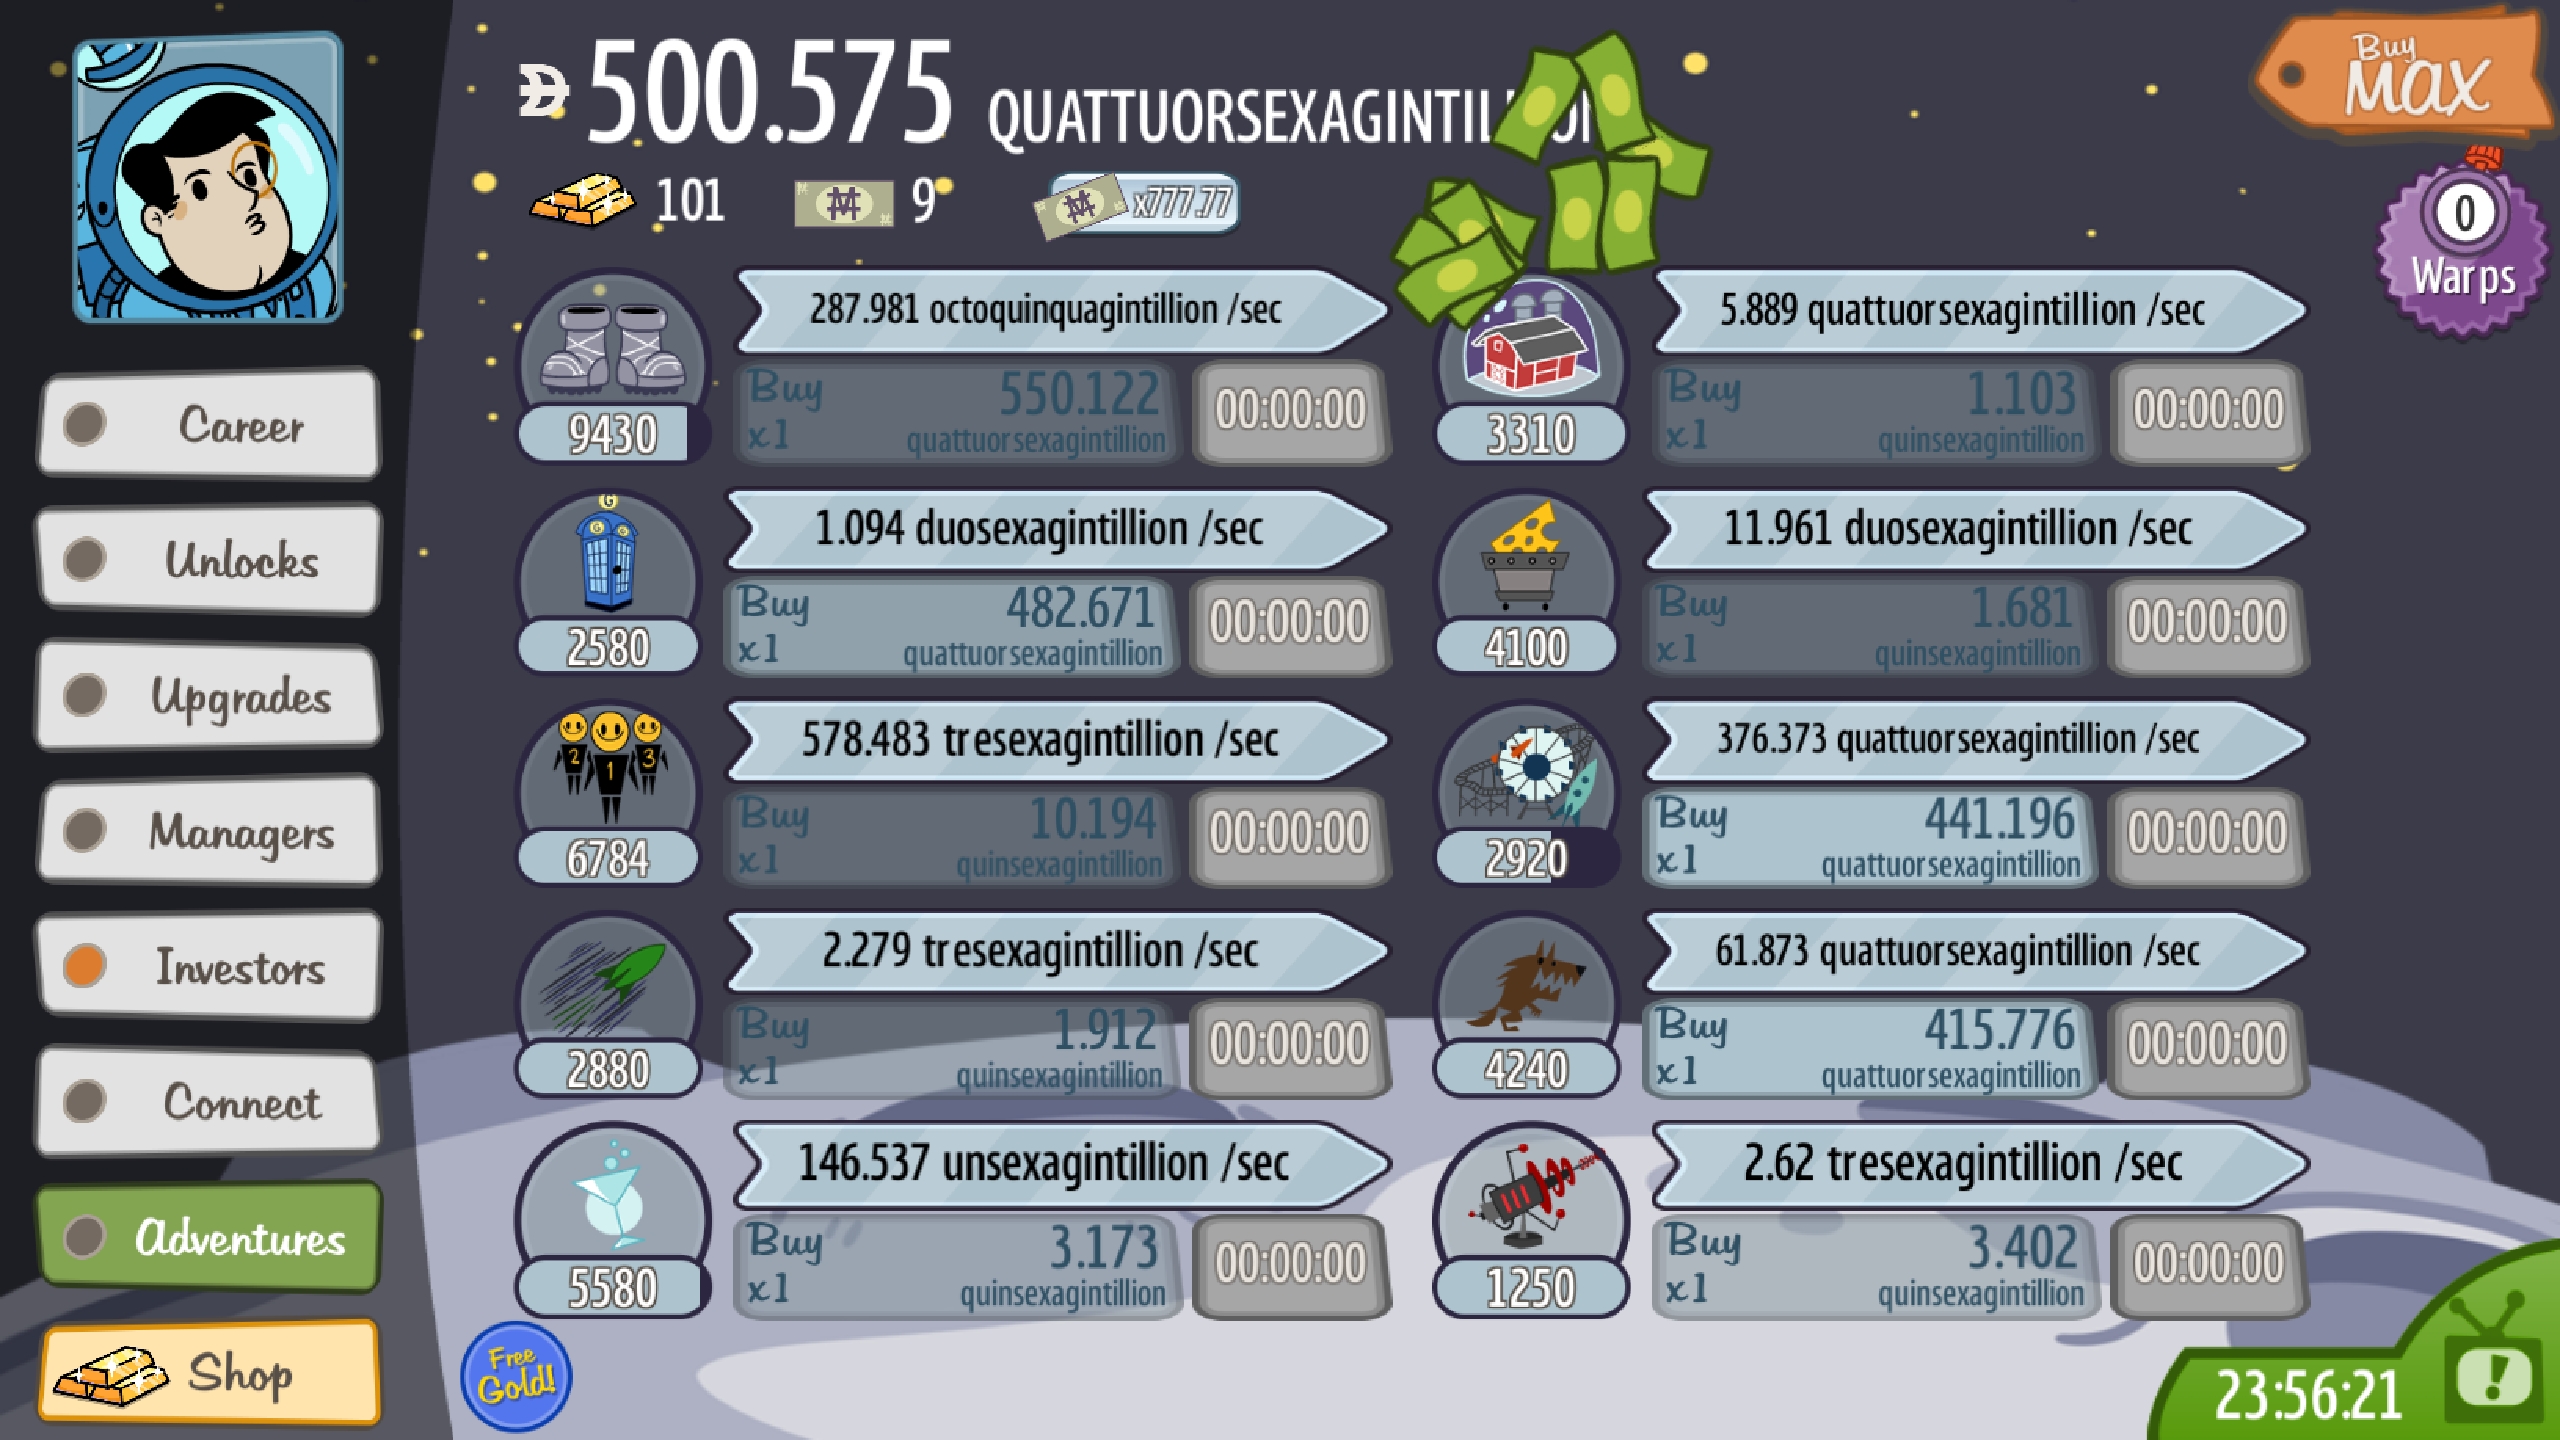 500.575 QUATTUORSEXAGINTILLION
101 9 x777.77
Buy
MAX
0
Warps
Career
Unlocks
Upgrades
Managers
Investors
Connect
Adventures
Shop
287.981 octoquinquagintillion /sec
Buy 550.122
x1 quattuorsexagintillion
00:00:00
9430
5.889 quattuorsexagintillion /sec
Buy 1.103
x1 quinsexagintillion
00:00:00
3310
1.094 duosexagintillion /sec
G
G G
Buy 482.671
x1 quattuorsexagintillion
00:00:00
2580
11.961 duosexagintillion /sec
Buy 1.681
x1 quinsexagintillion
00:00:00
4100
578.483 tresexagintillion /sec
2 1 3
Buy 10.194
x1 quinsexagintillion
00:00:00
6784
376.373 quattuorsexagintillion /sec
Buy 441.196
x1 quattuorsexagintillion
00:00:00
2920
2.279 tresexagintillion /sec
Buy 1.912
x1 quinsexagintillion
00:00:00
2880
61.873 quattuorsexagintillion /sec
Buy 415.776
x1 quattuorsexagintillion
00:00:00
4240
146.537 unsexagintillion /sec
Buy 3.173
x1 quinsexagintillion
00:00:00
5580
2.62 tresexagintillion /sec
Buy 3.402
x1 quinsexagintillion
00:00:00
1250
Free
Gold!
23:56:21
!